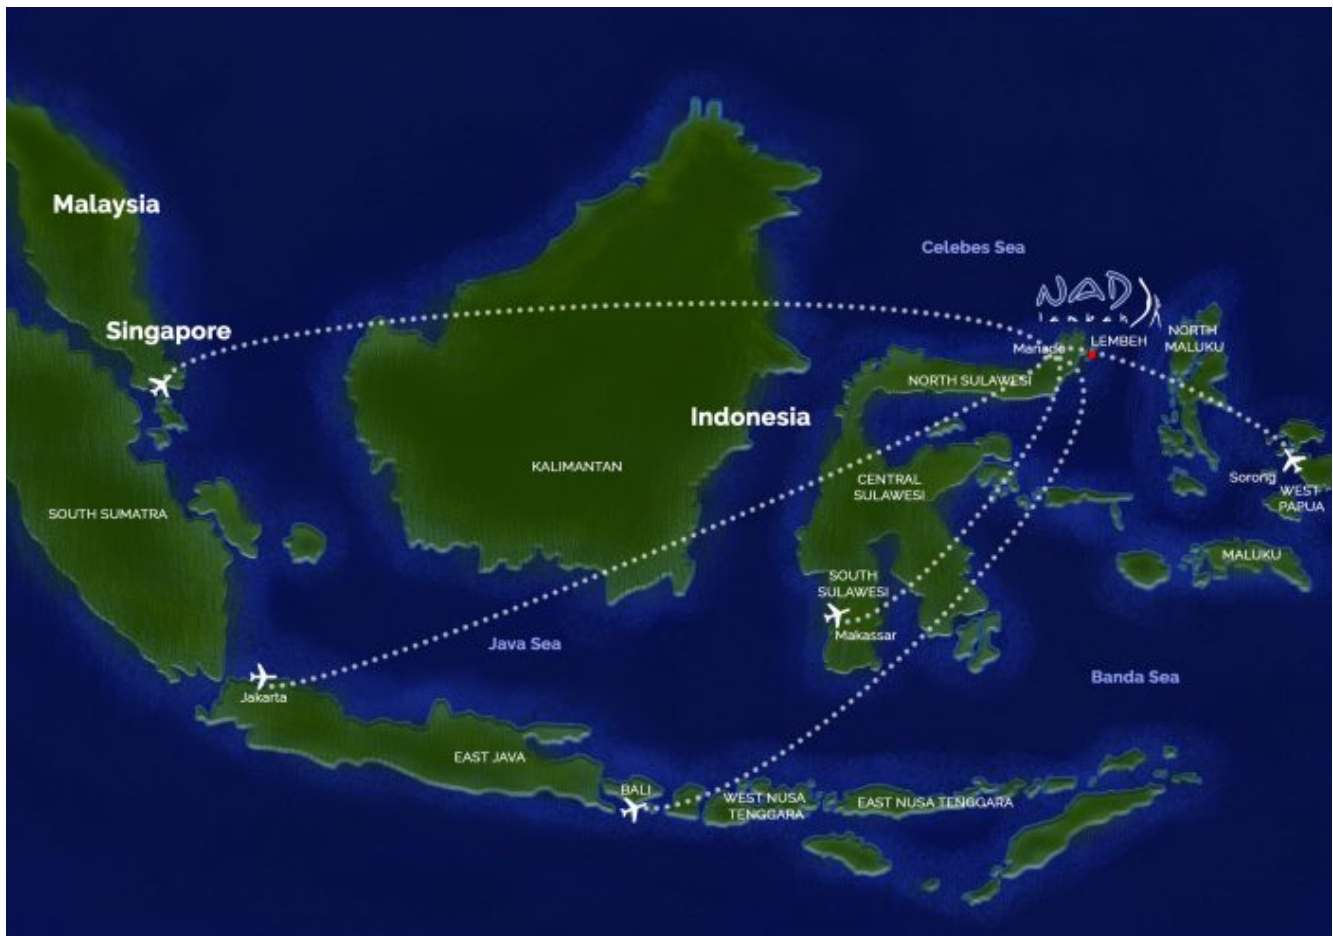 Malaysia
Celebes Sea
NAD
lembeh
Singapore
NORTH
MALUKU
LEMBEH
Manado
NORTH SULAWESI
Indonesia
KALIMANTAN
CENTRAL
SULAWESI
Sorong
WEST
PAPUA
SOUTH SUMATRA
MALUKU
SOUTH
SULAWESI
Makassar
Java Sea
Banda Sea
Jakarta
EAST JAVA
BALI
WEST NUSA
TENGGARA
EAST NUSA TENGGARA